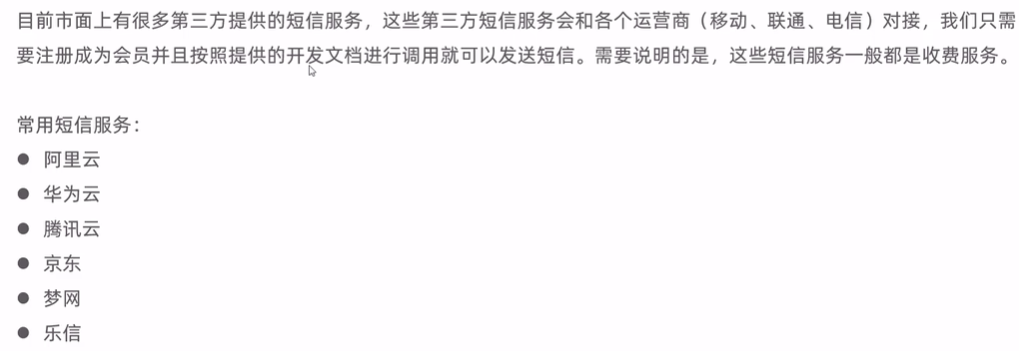 目前市面上有很多第三方提供的短信服务，这些第三方短信服务会和各个运营商（移动、联通、电信）对接，我们只需
要注册成为会员并且按照提供的开发文档进行调用就可以发送短信。需要说明的是，这些短信服务一般都是收费服务。
常用短信服务：
● 阿里云
● 华为云
● 腾讯云
● 京东
● 梦网
● 乐信